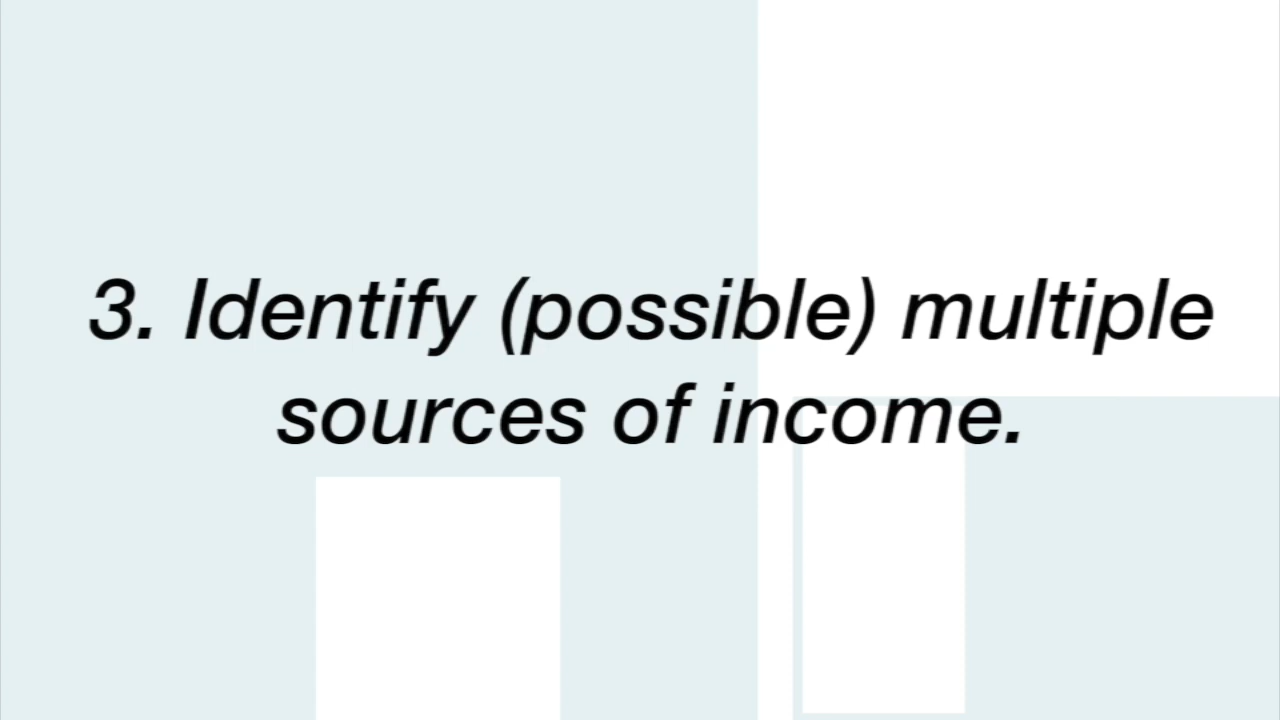 3. Identify (possible) multiple
sources of income.